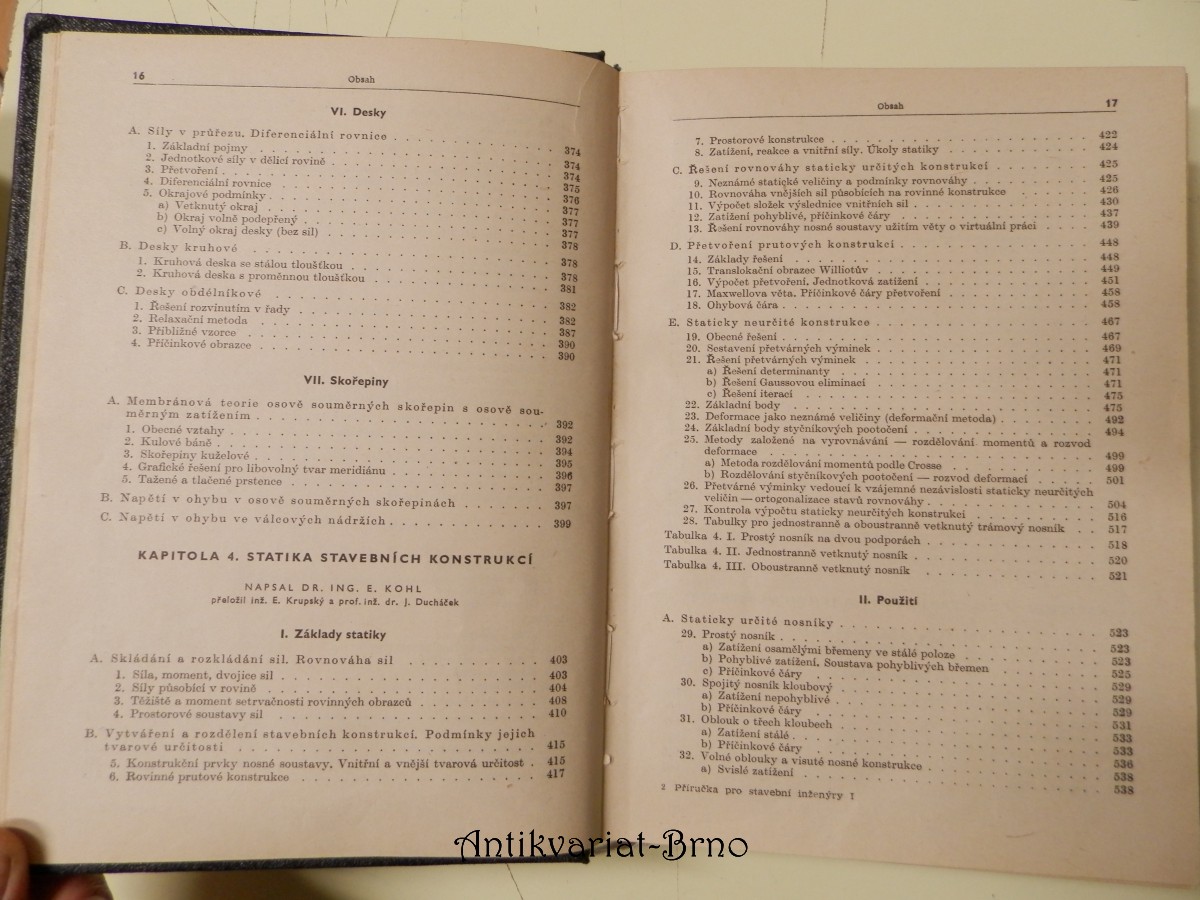 16 Obsah
VI. Desky
A. Síly v průřezu. Diferenciální rovnice . . . 374
1. Základní pojmy . . . 374
2. Jednotkové síly v dělicí rovině . . . 374
3. Přetvoření . . . 375
4. Diferenciální rovnice . . . 376
5. Okrajové podmínky . . . 377
a) Vetknutý okraj . . . 377
b) Okraj volně podepřený . . . 377
c) Volný okraj desky (bez sil) . . . 378
B. Desky kruhové . . . 378
1. Kruhová deska se stálou tloušťkou . . . 378
2. Kruhová deska s proměnnou tloušťkou . . . 381
C. Desky obdélníkové . . . 382
1. Řešení rozvinutím v řady . . . 382
2. Relaxační metoda . . . 387
3. Přibližné vzorce . . . 390
4. Příčinkové obrazce . . . 390
VII. Skořepiny
A. Membránová teorie osově souměrných skořepin s osově sou-
měrným zatížením . . . 392
1. Obecné vztahy . . . 392
2. Kulové báně . . . 394
3. Skořepiny kuželové . . . 395
4. Grafické řešení pro libovolný tvar meridiánu . . . 396
5. Tažené a tlačené prstence . . . 397
B. Napětí v ohybu v osově souměrných skořepinách . . . 397
C. Napětí v ohybu ve válcových nádržích . . . 399
KAPITOLA 4. STATIKA STAVEBNÍCH KONSTRUKCÍ
NAPSAL DR. ING. E. KOHL
přeložil inž. E. Krupský a prof. inž. dr. J. Ducháček
I. Základy statiky
A. Skládání a rozkládání sil. Rovnováha sil . . . 403
1. Síla, moment, dvojice sil . . . 403
2. Síly působící v rovině . . . 404
3. Těžiště a moment setrvačnosti rovinných obrazců . . . 408
4. Prostorové soustavy sil . . . 410
B. Vytváření a rozdělení stavebních konstrukcí. Podmínky jejich
tvarové určitosti . . . 415
5. Konstrukční prvky nosné soustavy. Vnitřní a vnější tvarová určitost . 415
6. Rovinné prutové konstrukce . . . 417
Obsah 17
7. Prostorové konstrukce . . . 422
8. Zatížení, reakce a vnitřní síly. Úkoly statiky . . . 424
C. Řešení rovnováhy staticky určitých konstrukcí . . . 425
9. Neznámé statické veličiny a podmínky rovnováhy . . . 425
10. Rovnováha vnějších sil působících na rovinné konstrukce . . . 426
11. Výpočet složek výslednice vnitřních sil . . . 430
12. Zatížení pohyblivé, příčinkové čáry . . . 437
13. Řešení rovnováhy nosné soustavy užitím věty o virtuální práci . . . 439
D. Přetvoření prutových konstrukcí . . . 448
14. Základy řešení . . . 448
15. Translokační obrazec Williotův . . . 449
16. Výpočet přetvoření. Jednotková zatížení . . . 451
17. Maxwellova věta. Příčinkové čáry přetvoření . . . 458
18. Ohybová čára . . . 458
E. Staticky neurčité konstrukce . . . 467
19. Obecné řešení . . . 467
20. Sestavení přetvárných výminek . . . 469
21. Řešení přetvárných výminek . . . 471
a) Řešení determinanty . . . 471
b) Řešení Gaussovou eliminací . . . 471
c) Řešení iterací . . . 475
22. Základní body . . . 475
23. Deformace jako neznámé veličiny (deformační metoda) . . . 492
24. Základní body styčníkových pootočení . . . 494
25. Metody založené na vyrovnávání — rozdělování momentů a rozvod
deformace . . . 499
a) Metoda rozdělování momentů podle Crosse . . . 499
b) Rozdělování styčníkových pootočení — rozvod deformací . . . 501
26. Přetvárné výminky vedoucí k vzájemné nezávislosti staticky neurčitých
veličin — ortogonalizace stavů rovnováhy . . . 504
27. Kontrola výpočtu staticky neurčitých konstrukcí . . . 516
28. Tabulky pro jednostranně a oboustranně vetknutý trámový nosník . . 517
Tabulka 4. I. Prostý nosník na dvou podporách . . . 518
Tabulka 4. II. Jednostranně vetknutý nosník . . . 520
Tabulka 4. III. Oboustranně vetknutý nosník . . . 521
II. Použití
A. Staticky určité nosníky . . . 523
29. Prostý nosník . . . 523
a) Zatížení osamělými břemeny ve stálé poloze . . . 523
b) Pohyblivé zatížení. Soustava pohyblivých břemen . . . 525
c) Příčinkové čáry . . . 529
30. Spojitý nosník kloubový . . . 529
a) Zatížení nepohyblivé . . . 529
b) Příčinkové čáry . . . 531
31. Oblouk o třech kloubech . . . 533
a) Zatížení stálé . . . 533
b) Příčinkové čáry . . . 536
32. Volné oblouky a visuté nosné konstrukce . . . 538
a) Svislé zatížení . . . 538
2 Příručka pro stavební inženýry I
Antikvariat-Brno